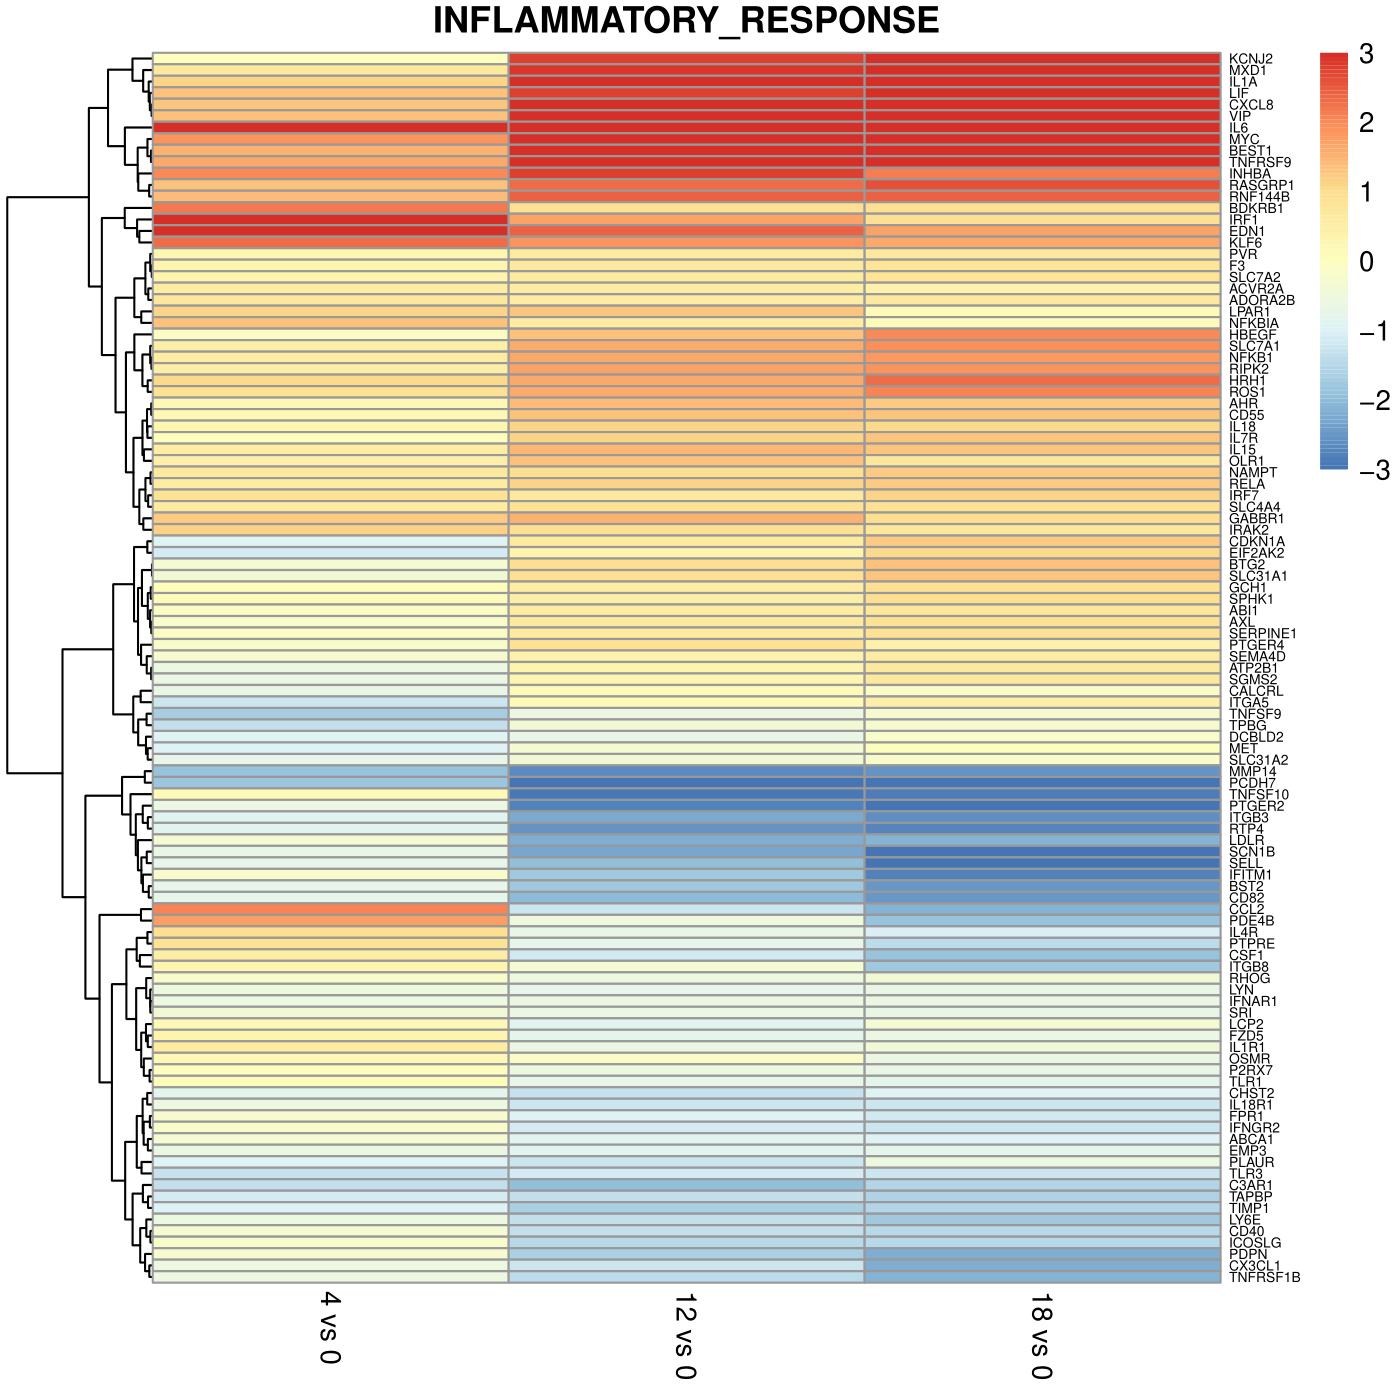 INFLAMMATORY_RESPONSE
KCNJ2
MXD1
IL1A
LIF
CXCL8
VIP
IL6
MYC
BEST1
TNFRSF9
INHBA
RASGRP1
RNF144B
BDKRB1
IRF1
EDN1
KLF6
PVR
F3
SLC7A2
ACVR2A
ADORA2B
LPAR1
NFKBIA
HBEGF
SLC7A1
NFKB1
RIPK2
HRH1
ROS1
AHR
CD55
IL18
IL7R
IL15
OLR1
NAMPT
RELA
IRF7
SLC4A4
GABBR1
IRAK2
CDKN1A
EIF2AK2
BTG2
SLC31A1
GCH1
SPHK1
ABI1
AXL
SERPINE1
PTGER4
SEMA4D
ATP2B1
SGMS2
CALCRL
ITGA5
TNFSF9
TPBG
DCBLD2
MET
SLC31A2
MMP14
PCDH7
TNFSF10
PTGER2
ITGB3
RTP4
LDLR
SCN1B
SELL
IFITM1
BST2
CD82
CCL2
PDE4B
IL4R
PTPRE
CSF1
ITGB8
RHOG
LYN
IFNAR1
SRI
LCP2
FZD5
IL1R1
OSMR
P2RX7
TLR1
CHST2
IL18R1
FPR1
IFNGR2
ABCA1
EMP3
PLAUR
TLR3
C3AR1
TAPBP
TIMP1
LY6E
CD40
ICOSLG
PDPN
CX3CL1
TNFRSF1B
3
2
1
0
−1
−2
−3
4 vs 0
12 vs 0
18 vs 0